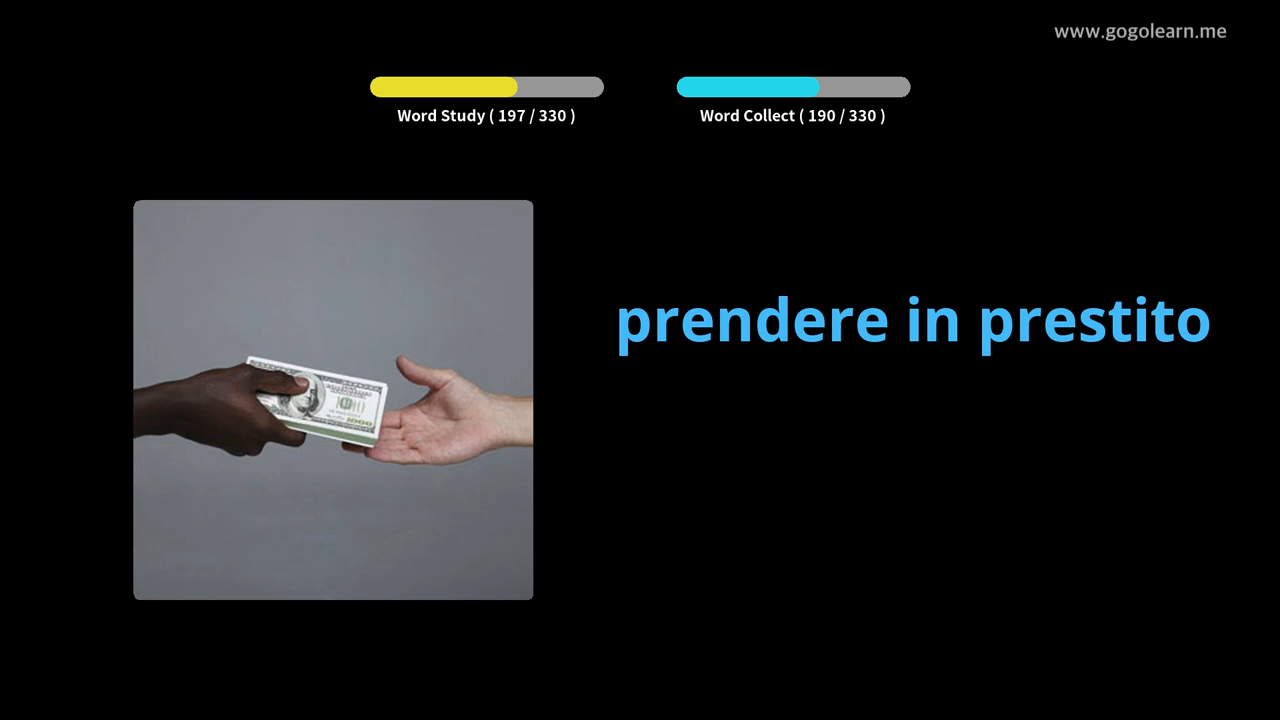 www.gogolearn.me
Word Study ( 197 / 330 )
Word Collect ( 190 / 330 )
prendere in prestito